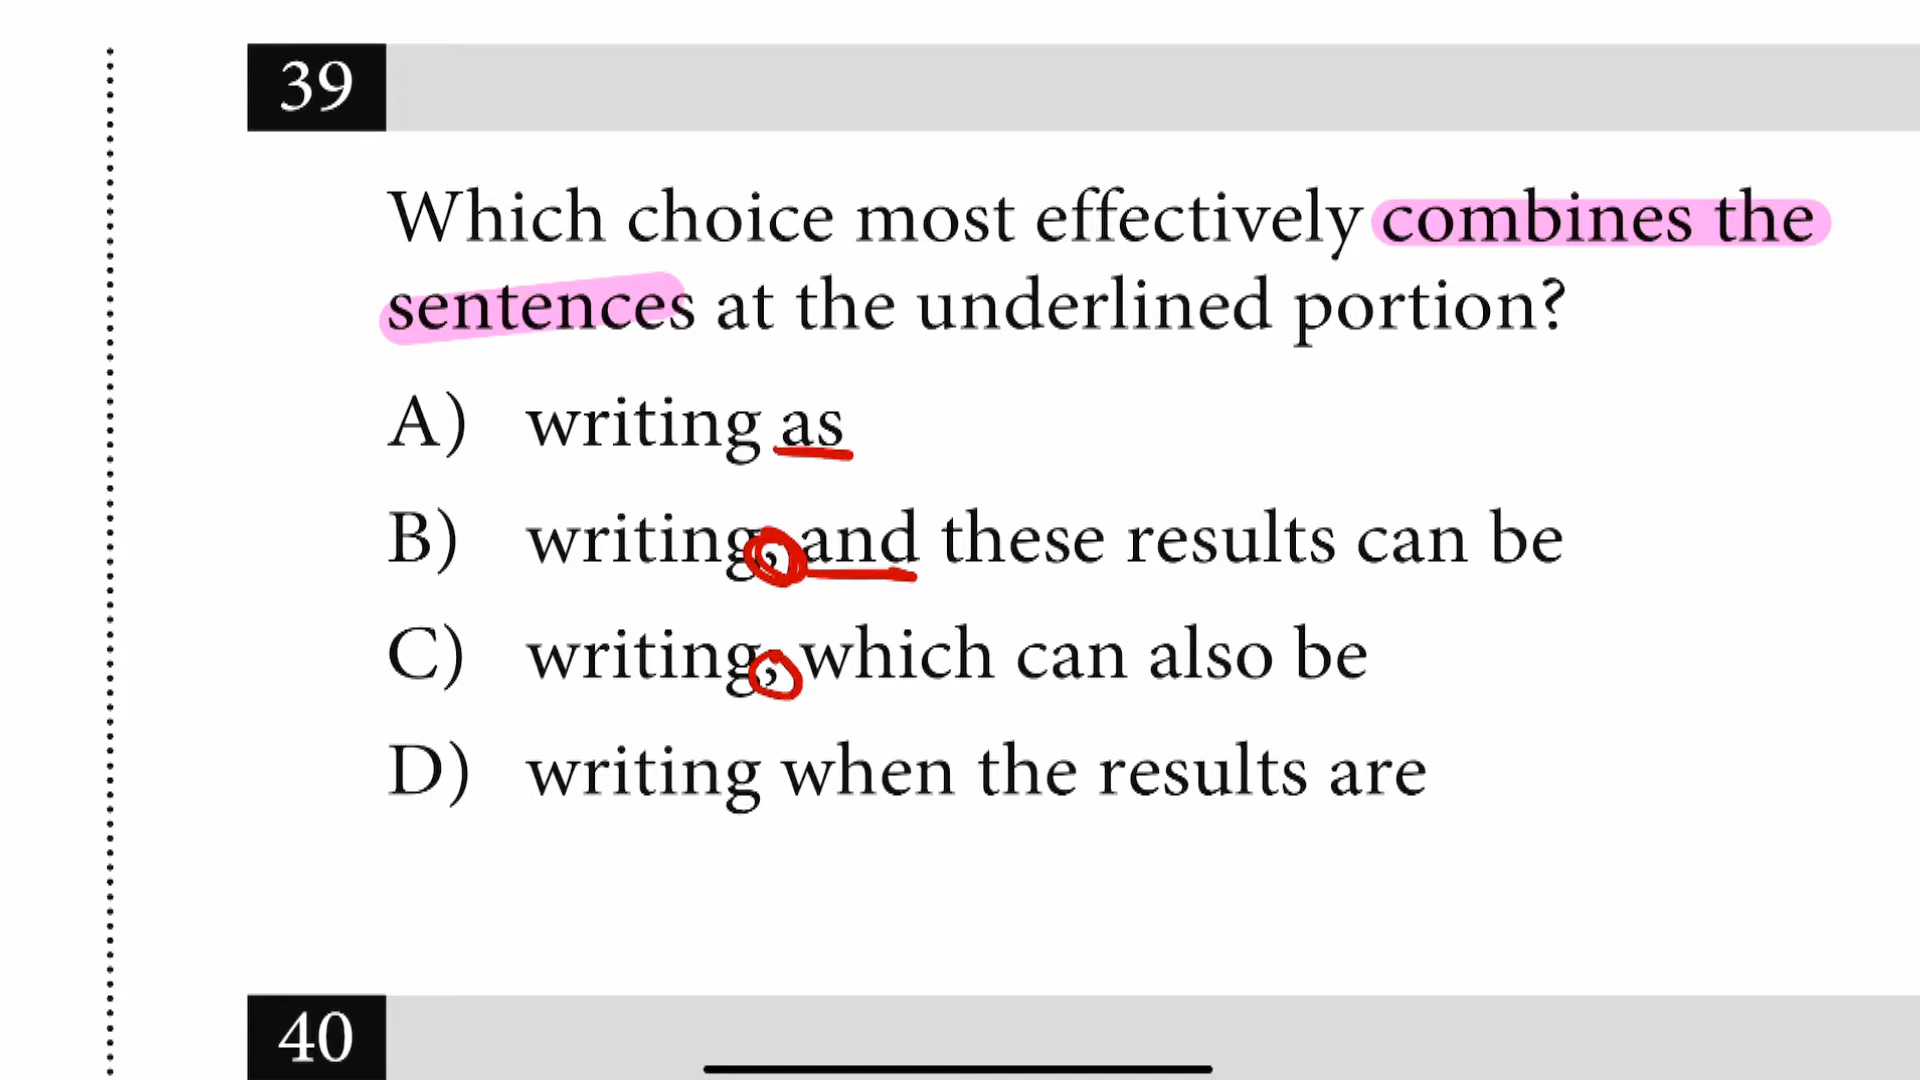 39
Which choice most effectively combines the
sentences at the underlined portion?
A) writing as
B) writing, and these results can be
C) writing, which can also be
D) writing when the results are
40